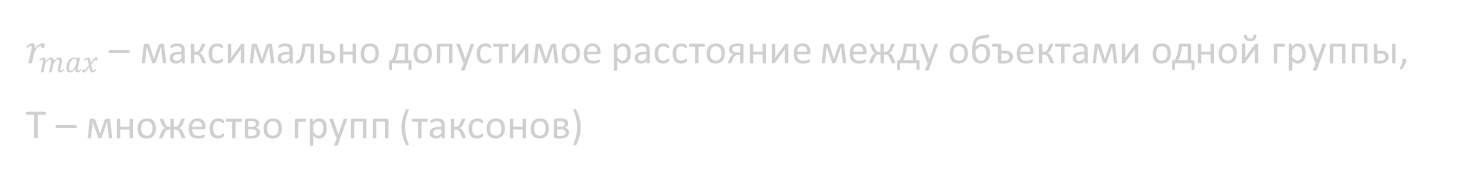 r_max – максимально допустимое расстояние между объектами одной группы,
Т – множество групп (таксонов)